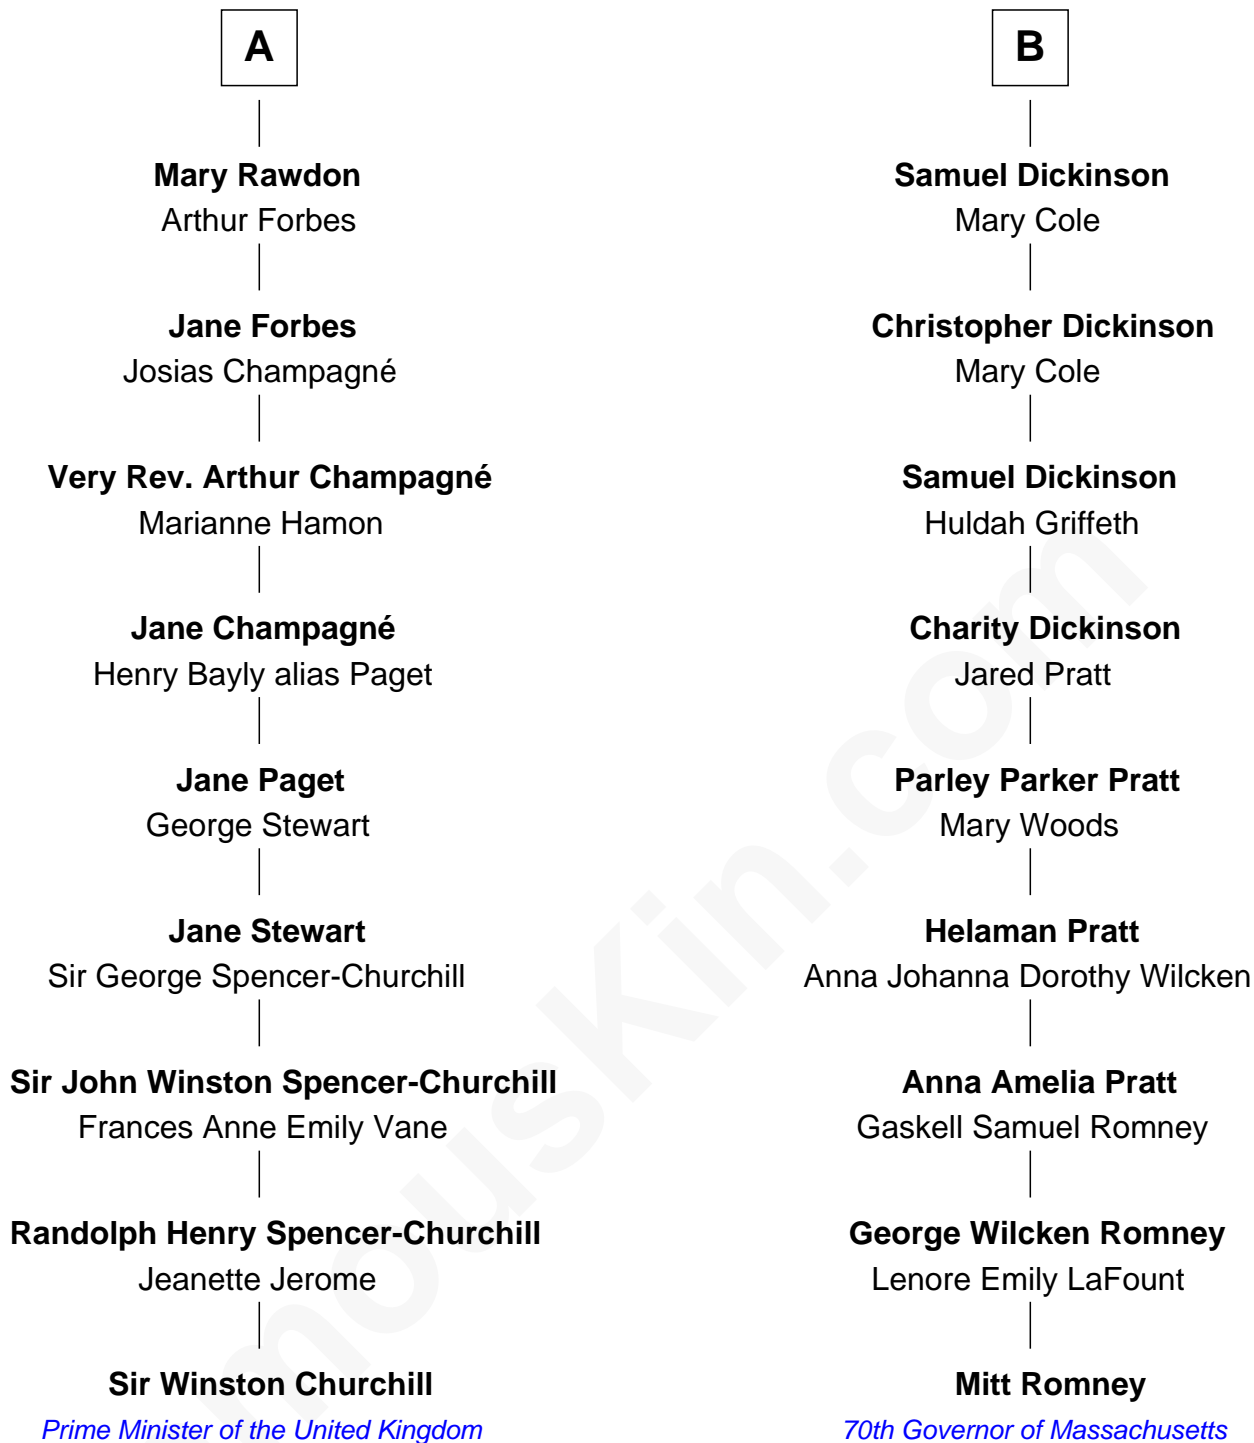 A
Mary Rawdon
Arthur Forbes
Jane Forbes
Josias Champagné
Very Rev. Arthur Champagné
Marianne Hamon
Jane Champagné
Henry Bayly alias Paget
Jane Paget
George Stewart
Jane Stewart
Sir George Spencer-Churchill
Sir John Winston Spencer-Churchill
Frances Anne Emily Vane
Randolph Henry Spencer-Churchill
Jeanette Jerome
Sir Winston Churchill
Prime Minister of the United Kingdom
B
Samuel Dickinson
Mary Cole
Christopher Dickinson
Mary Cole
Samuel Dickinson
Huldah Griffeth
Charity Dickinson
Jared Pratt
Parley Parker Pratt
Mary Woods
Helaman Pratt
Anna Johanna Dorothy Wilcken
Anna Amelia Pratt
Gaskell Samuel Romney
George Wilcken Romney
Lenore Emily LaFount
Mitt Romney
70th Governor of Massachusetts
mousKin.com